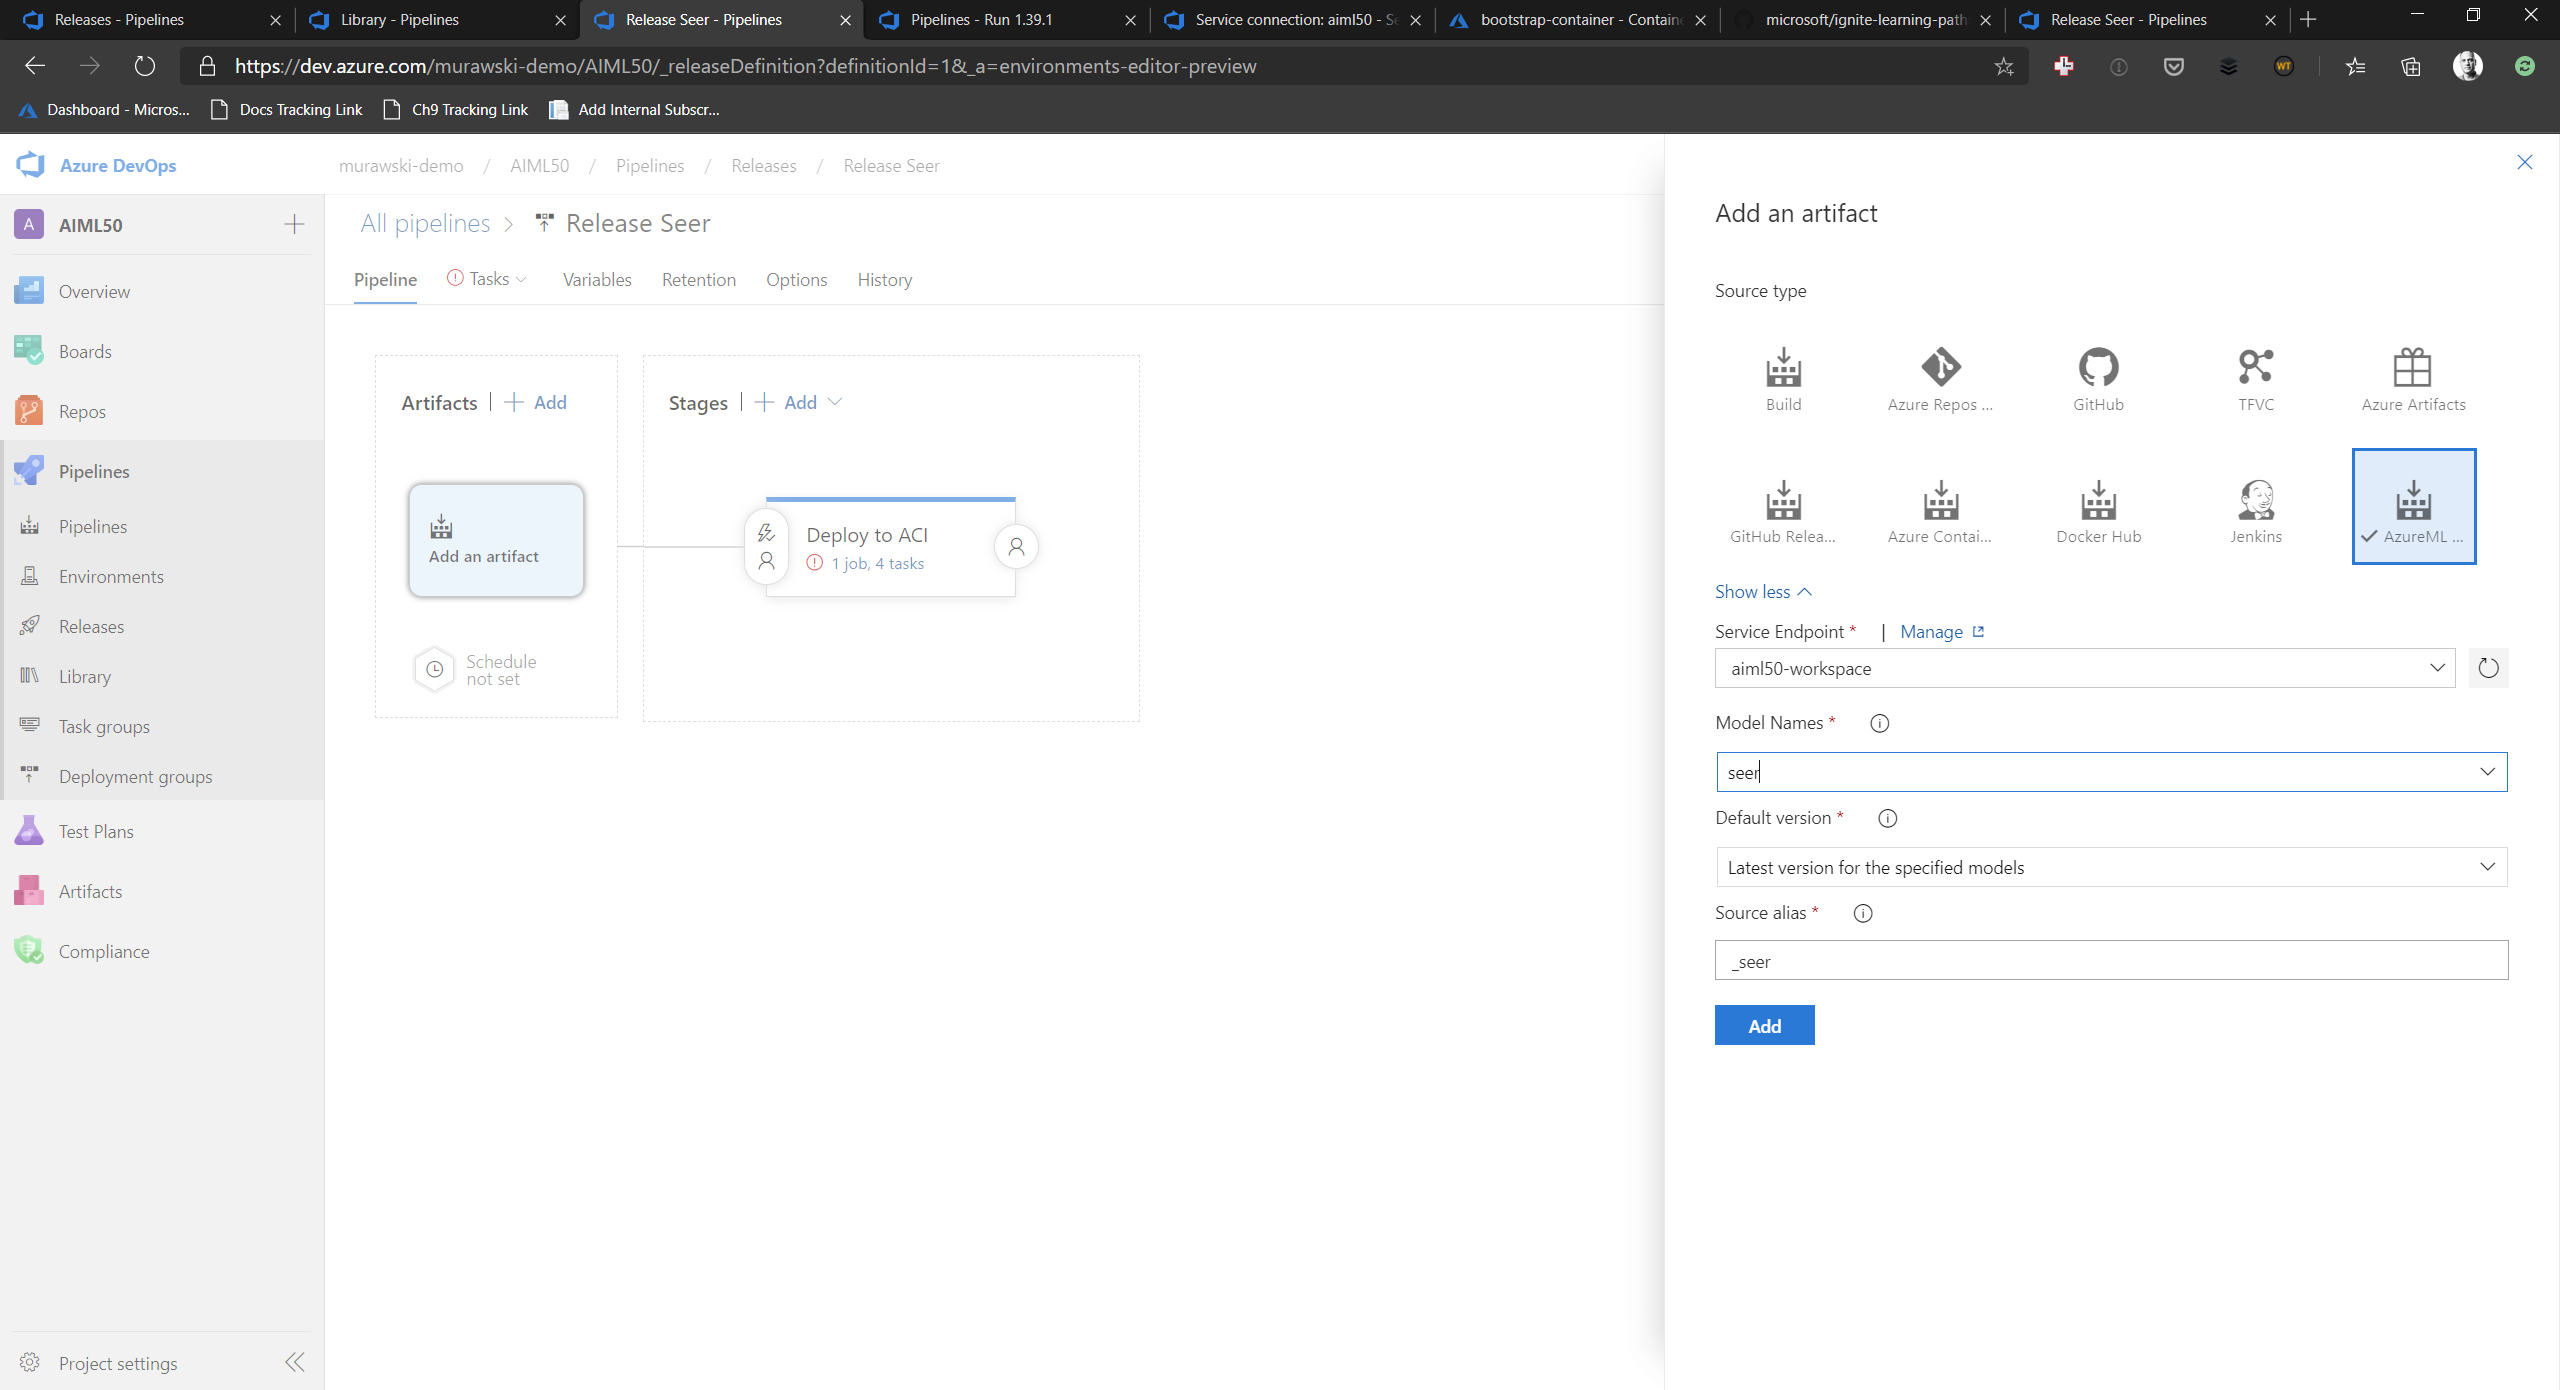 Releases - Pipelines
Library - Pipelines
Release Seer - Pipelines
Pipelines - Run 1.39.1
Service connection: aiml50 - Se
bootstrap-container - Containe
microsoft/ignite-learning-path
Release Seer - Pipelines
https://dev.azure.com/murawski-demo/AIML50/_releaseDefinition?definitionId=1&_a=environments-editor-preview
WT
Dashboard - Micros...
Docs Tracking Link
Ch9 Tracking Link
Add Internal Subscr...
Azure DevOps
murawski-demo / AIML50 / Pipelines / Releases / Release Seer
A AIML50
Overview
Boards
Repos
Pipelines
Pipelines
Environments
Releases
Library
Task groups
Deployment groups
Test Plans
Artifacts
Compliance
Project settings
All pipelines > Release Seer
Pipeline
Tasks
Variables
Retention
Options
History
Artifacts | + Add
Add an artifact
Schedule
not set
Stages | + Add
Deploy to ACI
1 job, 4 tasks
Add an artifact
Source type
Build
Azure Repos ...
GitHub
TFVC
Azure Artifacts
GitHub Relea...
Azure Contai...
Docker Hub
Jenkins
AzureML ...
Show less
Service Endpoint * | Manage
aiml50-workspace
Model Names *
seer
Default version *
Latest version for the specified models
Source alias *
_seer
Add